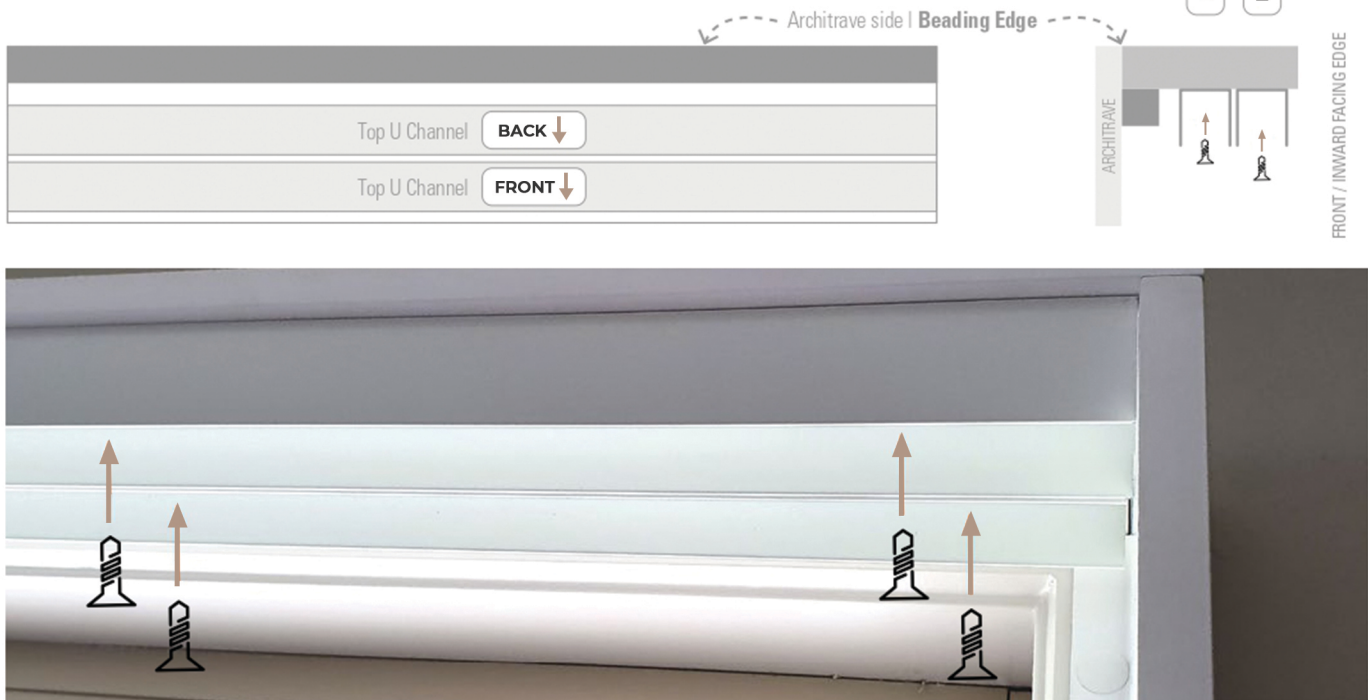 Architrave side | Beading Edge
Top U Channel BACK
Top U Channel FRONT
ARCHITRAVE
FRONT / INWARD FACING EDGE